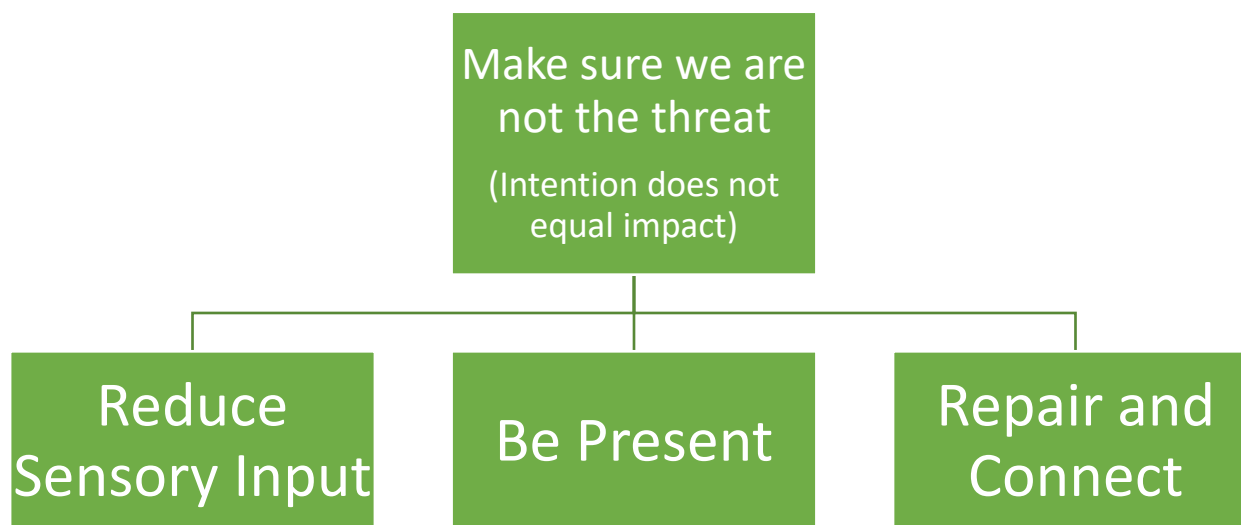 Make sure we are
not the threat
(Intention does not
equal impact)
Reduce
Sensory Input
Be Present
Repair and
Connect